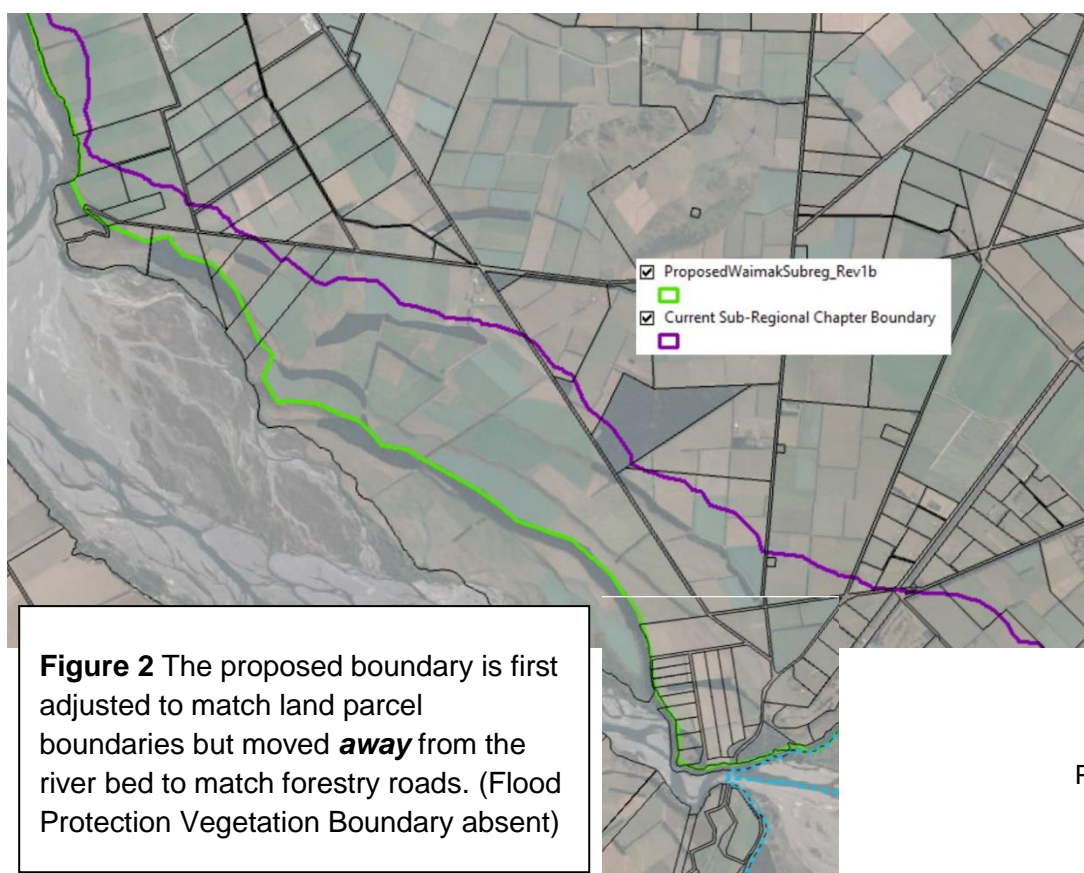 ProposedWaimakSubreg_Rev1b
Current Sub-Regional Chapter Boundary
Figure 2 The proposed boundary is first
adjusted to match land parcel
boundaries but moved away from the
river bed to match forestry roads. (Flood
Protection Vegetation Boundary absent)